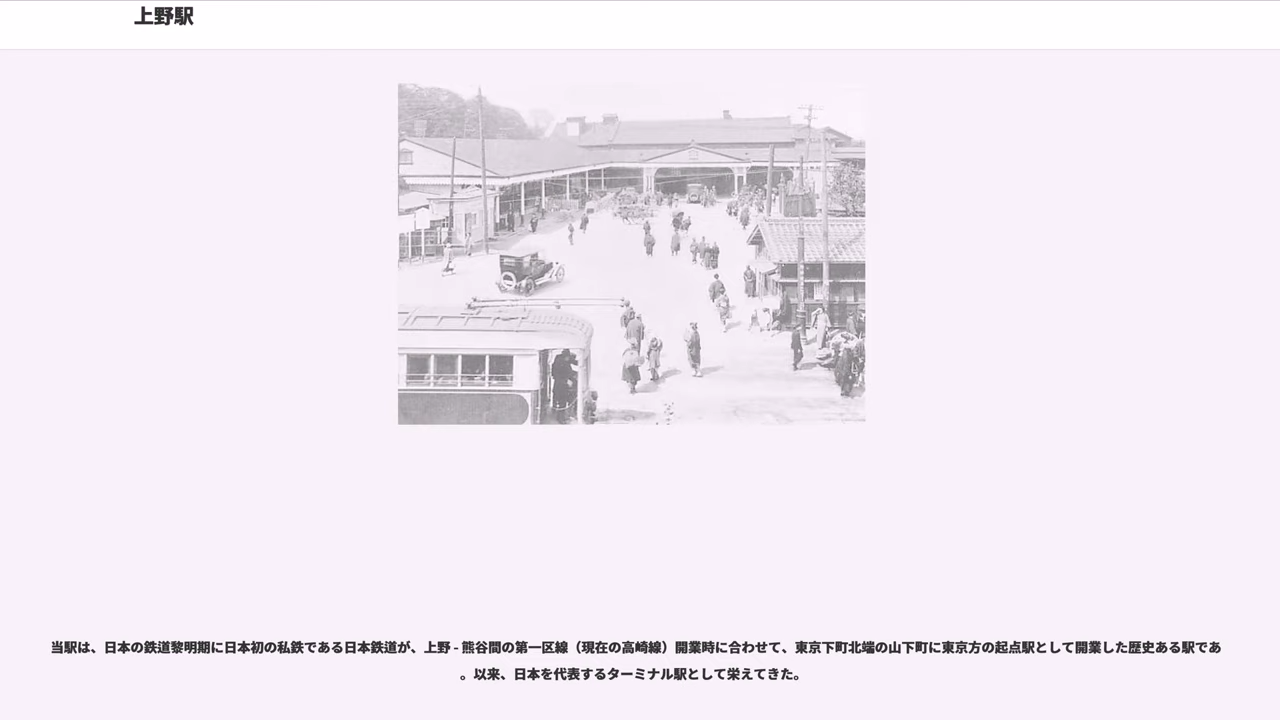 上野駅
当駅は、日本の鉄道黎明期に日本初の私鉄である日本鉄道が、上野 - 熊谷間の第一区線（現在の高崎線）開業時に合わせて、東京下町北端の山下町に東京方の起点駅として開業した歴史ある駅であ
。以来、日本を代表するターミナル駅として栄えてきた。